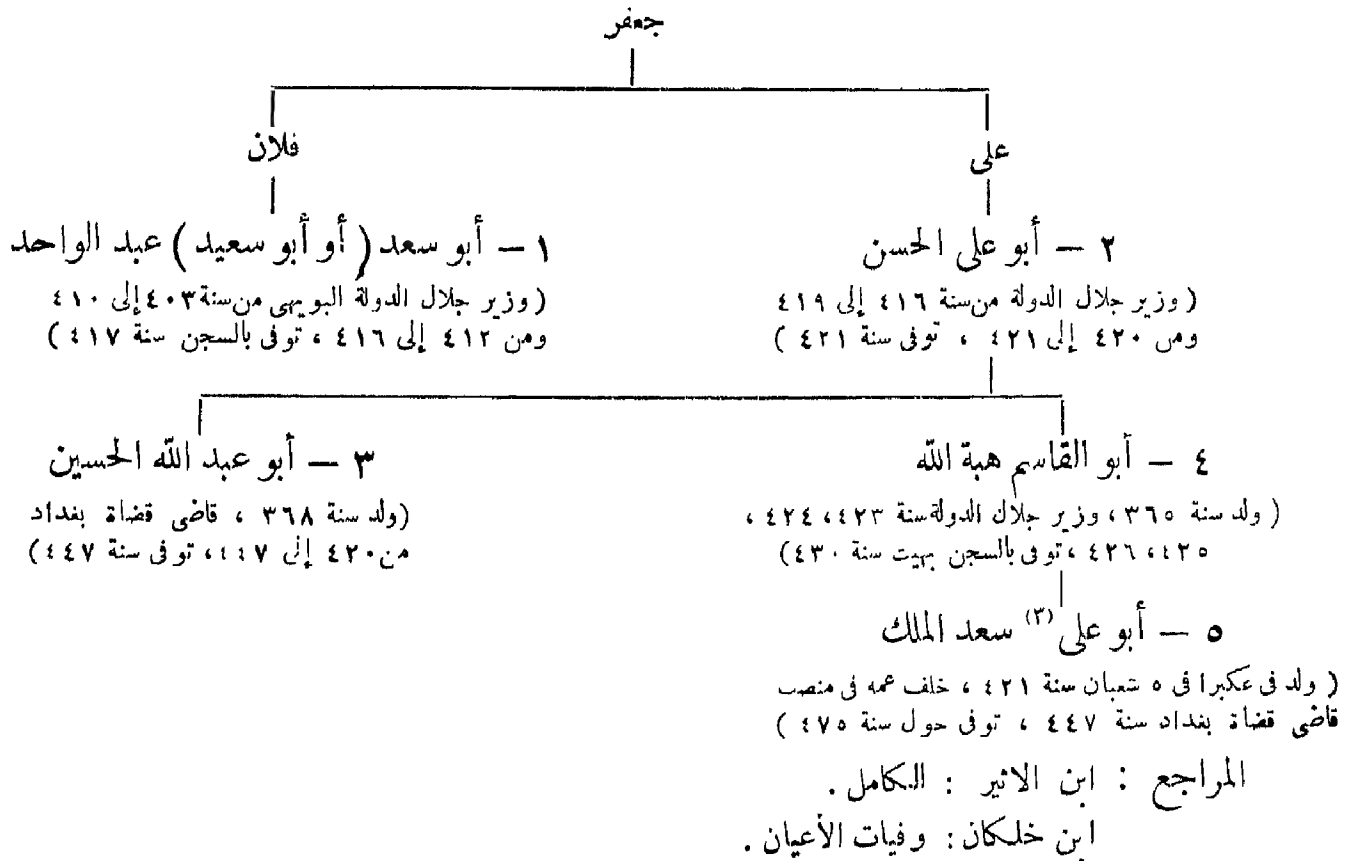 جعفر
على
فلان
٢ — أبو على الحسن
( وزير جلال الدولة من سنة ٤١٦ إلى ٤١٩
ومن ٤٢٠ إلى ٤٢١ ، توفى سنة ٤٢١ )
١ — أبو سعد ( أو أبو سعيد ) عبد الواحد
( وزير جلال الدولة البويهى من سنة ٤٠٣ إلى ٤١٠
ومن ٤١٢ إلى ٤١٦ ، توفى بالسجن سنة ٤١٧ )
٤ — أبو القاسم هبة الله
( ولد سنة ٣٦٥ ، وزير جلال الدولة سنة ٤٢٣ ، ٤٢٤ ،
٤٢٥ ، ٤٢٦ ، توفى بالسجن بهيت سنة ٤٣٠ )
٣ — أبو عبد الله الحسين
(ولد سنة ٣٦٨ ، قاضى قضاة بغداد
من ٤٢٠ إلى ٤٤٧ ، توفى سنة ٤٤٧ )
٥ — أبو على (٣) سعد الملك
( ولد فى عكبرا فى ٥ شعبان سنة ٤٢١ ، خلف عمه فى منصب
قاضى قضاة بغداد سنة ٤٤٧ ، توفى حول سنة ٤٧٥ )
المراجع : ابن الاثير : الكامل .
ابن خلكان : وفيات الأعيان .